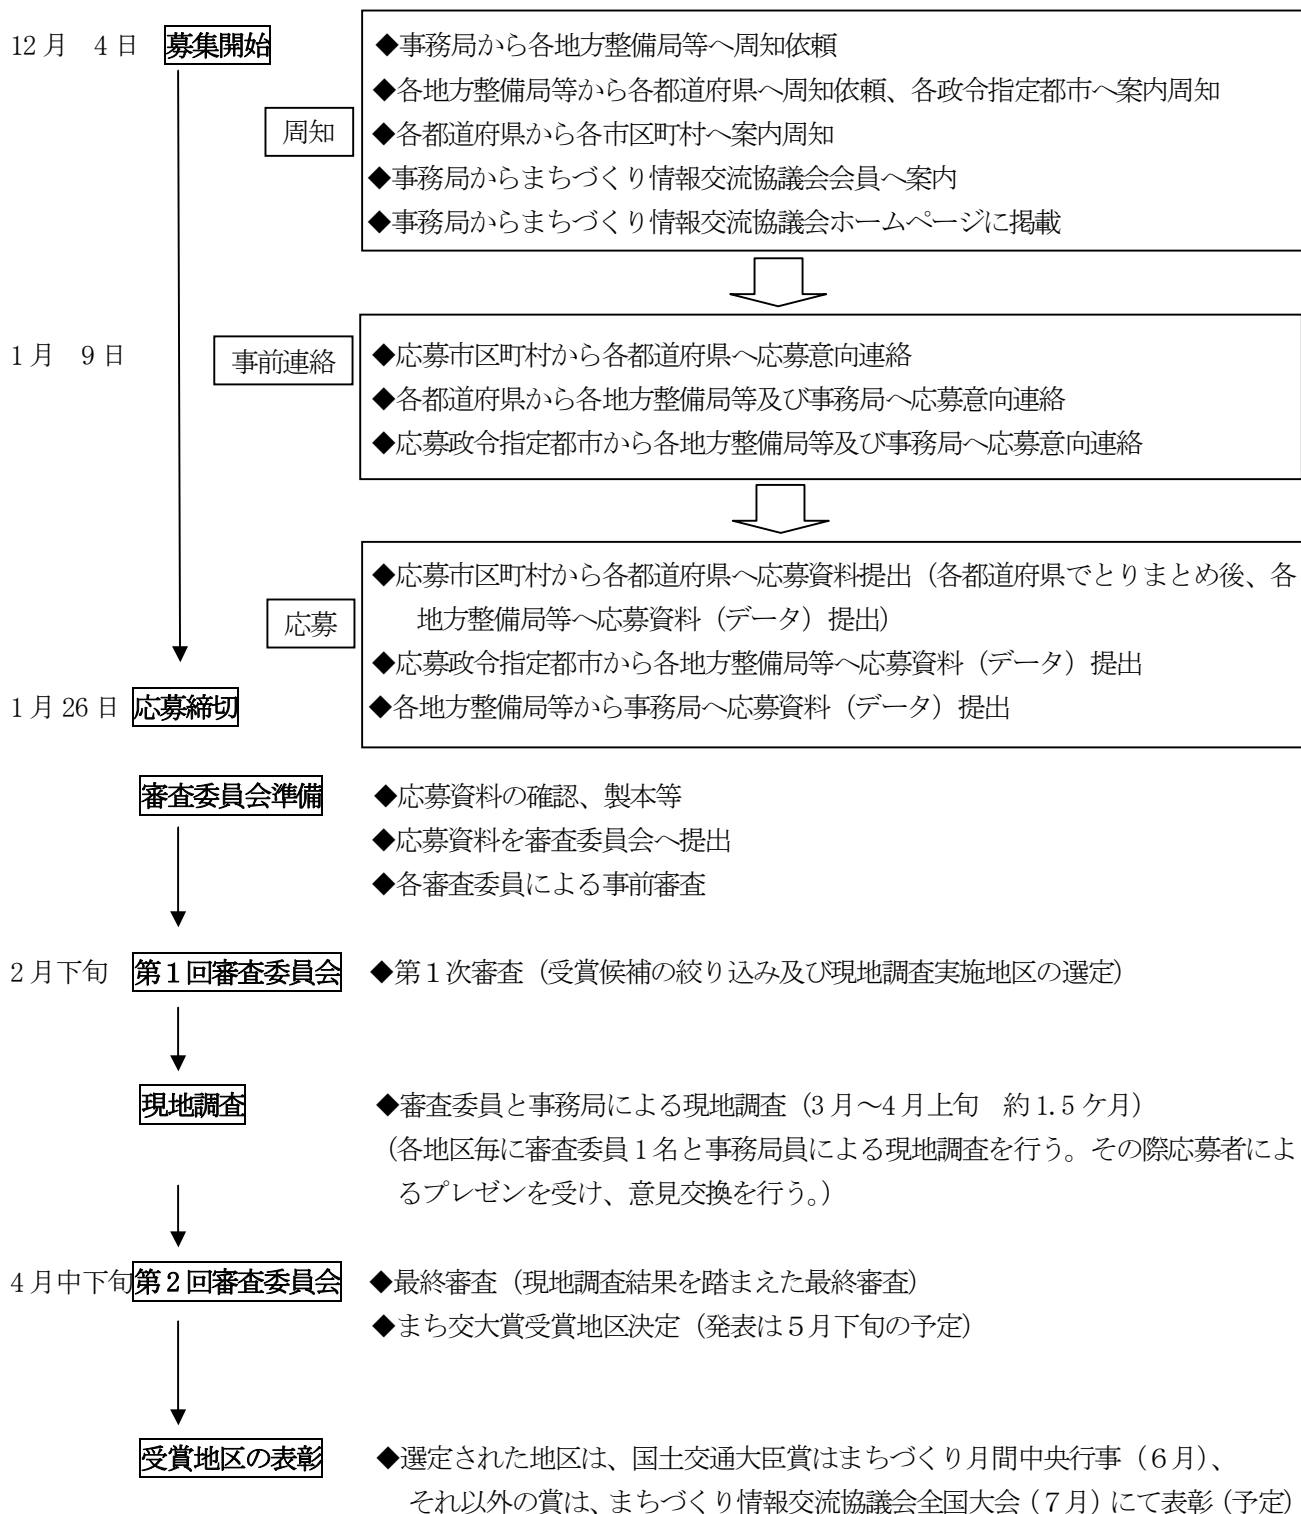 12月 4日 募集開始
◆事務局から各地方整備局等へ周知依頼
◆各地方整備局等から各都道府県へ周知依頼、各政令指定都市へ案内周知
周知
◆各都道府県から各市区町村へ案内周知
◆事務局からまちづくり情報交流協議会会員へ案内
◆事務局からまちづくり情報交流協議会ホームページに掲載
1月 9日
事前連絡
◆応募市区町村から各都道府県へ応募意向連絡
◆各都道府県から各地方整備局等及び事務局へ応募意向連絡
◆応募政令指定都市から各地方整備局等及び事務局へ応募意向連絡
応募
◆応募市区町村から各都道府県へ応募資料提出（各都道府県でとりまとめ後、各
地方整備局等へ応募資料（データ）提出）
◆応募政令指定都市から各地方整備局等へ応募資料（データ）提出
1月26日 応募締切
◆各地方整備局等から事務局へ応募資料（データ）提出
審査委員会準備
◆応募資料の確認、製本等
◆応募資料を審査委員会へ提出
◆各審査委員による事前審査
2月下旬 第1回審査委員会
◆第1次審査（受賞候補の絞り込み及び現地調査実施地区の選定）
現地調査
◆審査委員と事務局による現地調査（3月～4月上旬 約1.5ケ月）
（各地区毎に審査委員1名と事務局員による現地調査を行う。その際応募者によ
るプレゼンを受け、意見交換を行う。）
4月中下旬 第2回審査委員会
◆最終審査（現地調査結果を踏まえた最終審査）
◆まち交大賞受賞地区決定（発表は5月下旬の予定）
受賞地区の表彰
◆選定された地区は、国土交通大臣賞はまちづくり月間中央行事（6月）、
それ以外の賞は、まちづくり情報交流協議会全国大会（7月）にて表彰（予定）